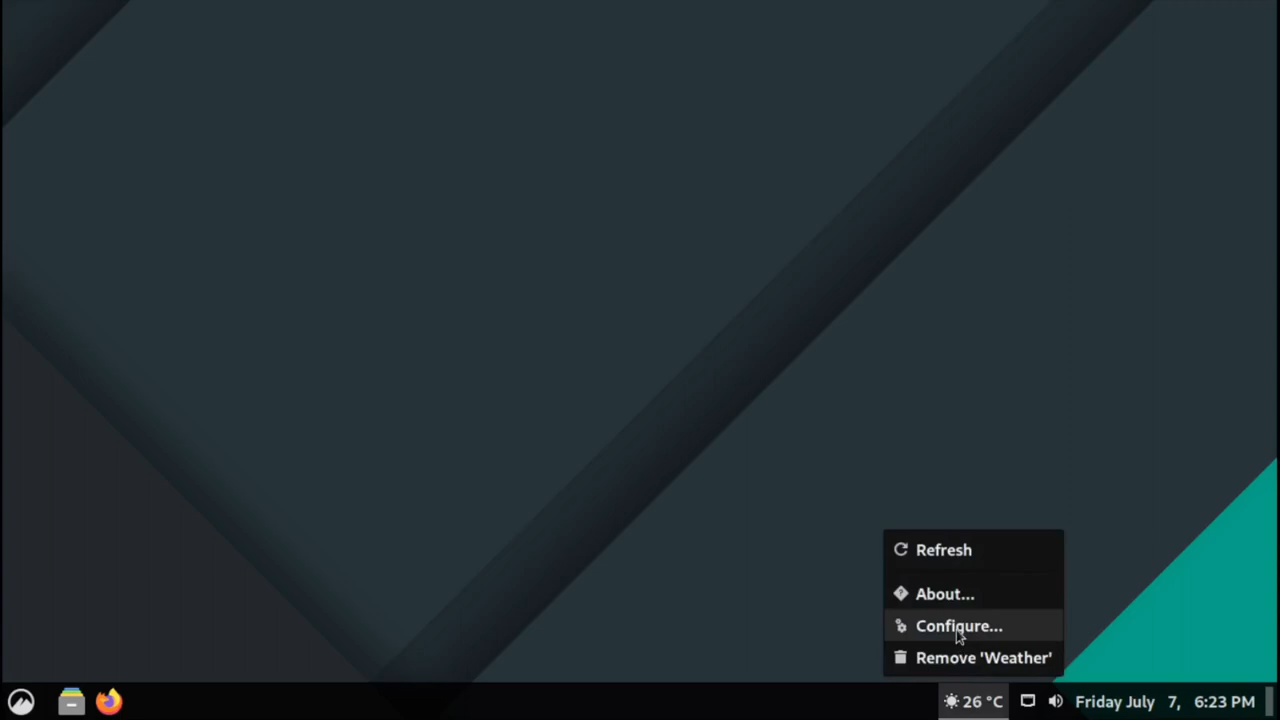 Refresh
About...
Configure...
Remove 'Weather'
26 °C
Friday July 7, 6:23 PM